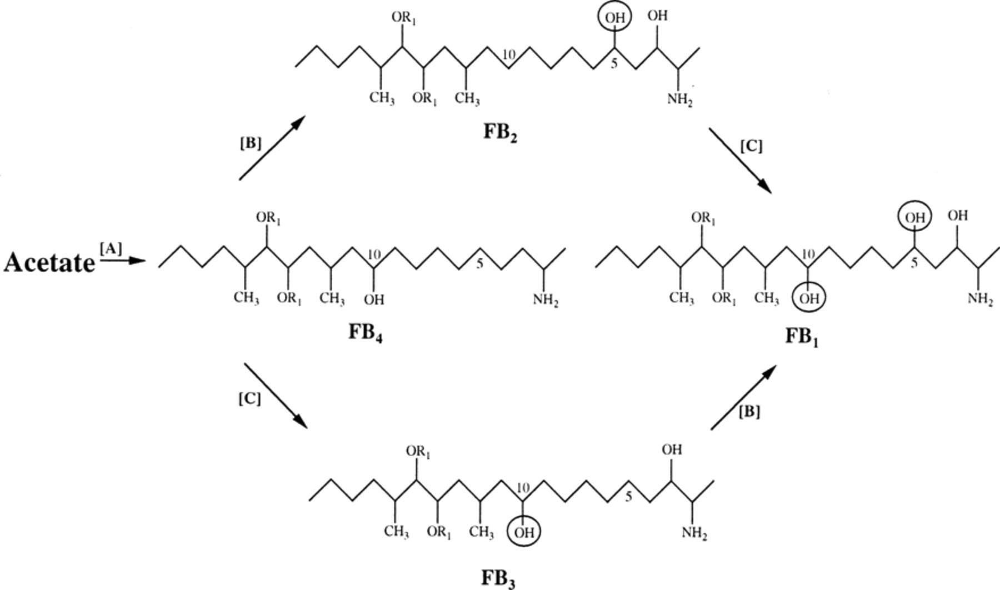 OR₁ OH OH
10 5
CH₃ OR₁ CH₃ NH₂
FB₂
[B] [C]
OR₁ OR₁ OH OH
Acetate [A] 10 5 10 5
CH₃ OR₁ CH₃ OH NH₂ CH₃ OR₁ CH₃ OH NH₂
FB₄ FB₁
[C] [B]
OR₁ OH
10 5
CH₃ OR₁ CH₃ OH NH₂
FB₃